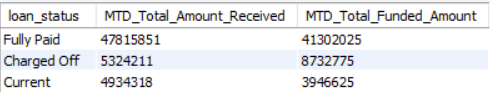 loan_status MTD_Total_Amount_Received MTD_Total_Funded_Amount
Fully Paid 47815851 41302025
Charged Off 5324211 8732775
Current 4934318 3946625